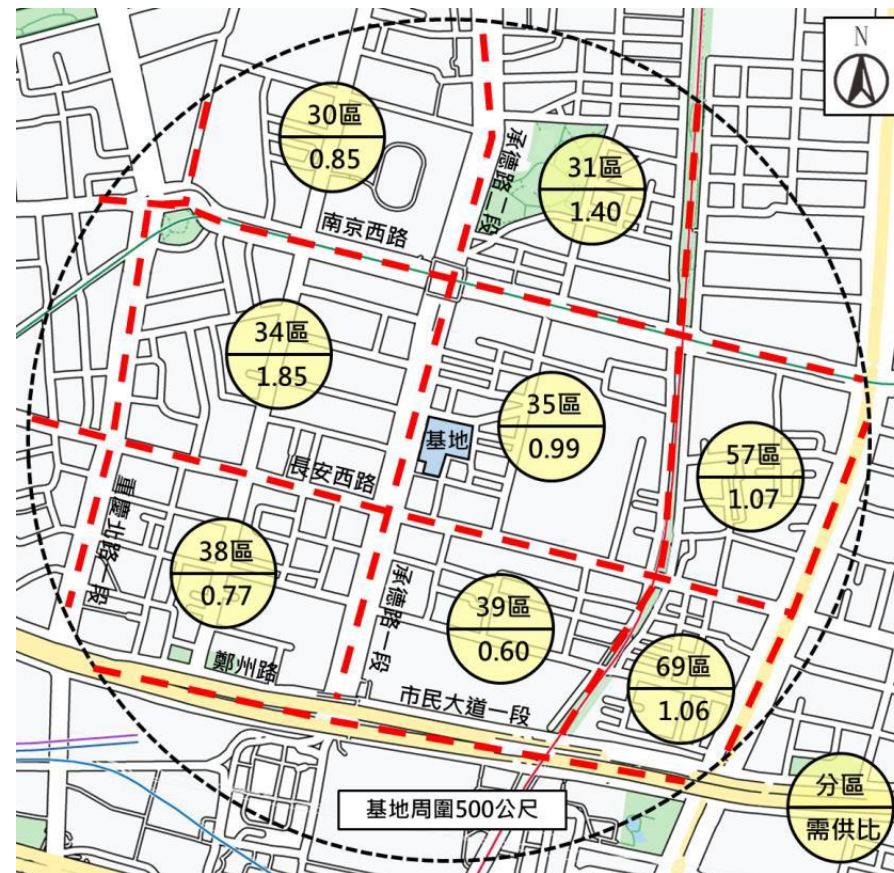 N
30區
0.85
31區
1.40
承德路二段
南京西路
34區
1.85
35區
0.99
基地
57區
1.07
長安西路
重慶北路一段
38區
0.77
承德路一段
39區
0.60
鄭州路
69區
1.06
市民大道一段
分區
需供比
基地周圍500公尺